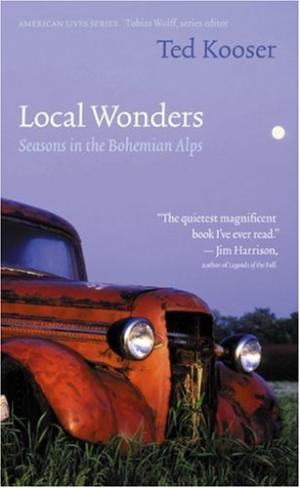 AMERICAN LIVES SERIES   Tobias Wolff, series editor
Ted Kooser
Local Wonders
Seasons in the Bohemian Alps
“The quietest magnificent
book I’ve ever read.”
— Jim Harrison,
author of Legends of the Fall